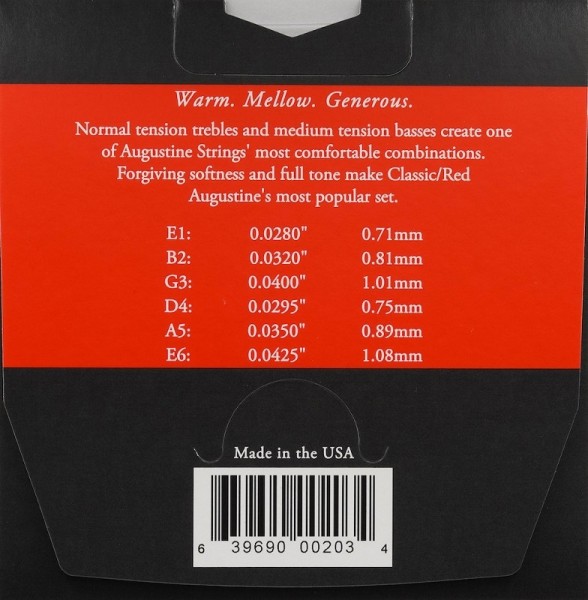 Warm. Mellow. Generous.
Normal tension trebles and medium tension basses create one
of Augustine Strings' most comfortable combinations.
Forgiving softness and full tone make Classic/Red
Augustine's most popular set.
E1: 0.0280" 0.71mm
B2: 0.0320" 0.81mm
G3: 0.0400" 1.01mm
D4: 0.0295" 0.75mm
A5: 0.0350" 0.89mm
E6: 0.0425" 1.08mm
Made in the USA
6 39690 00203 4